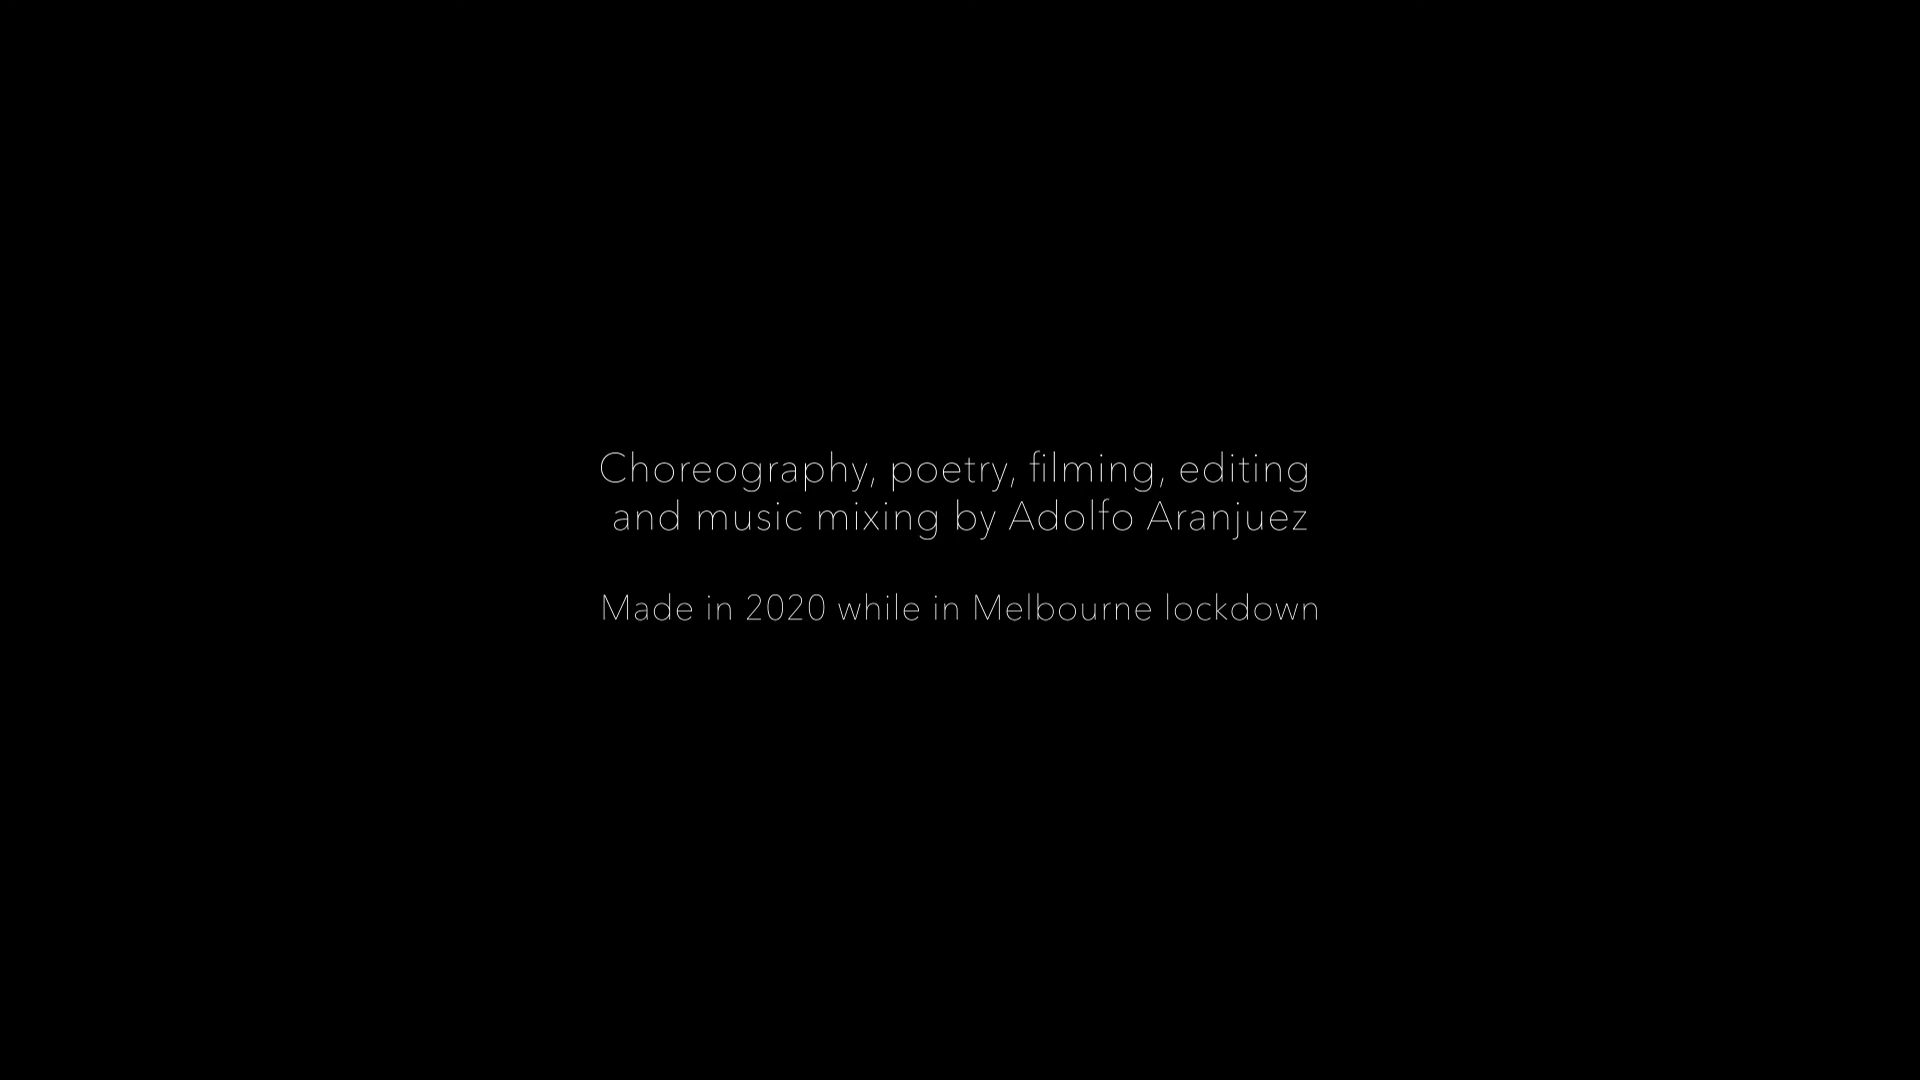 Choreography, poetry, filming, editing
and music mixing by Adolfo Aranjuez
Made in 2020 while in Melbourne lockdown